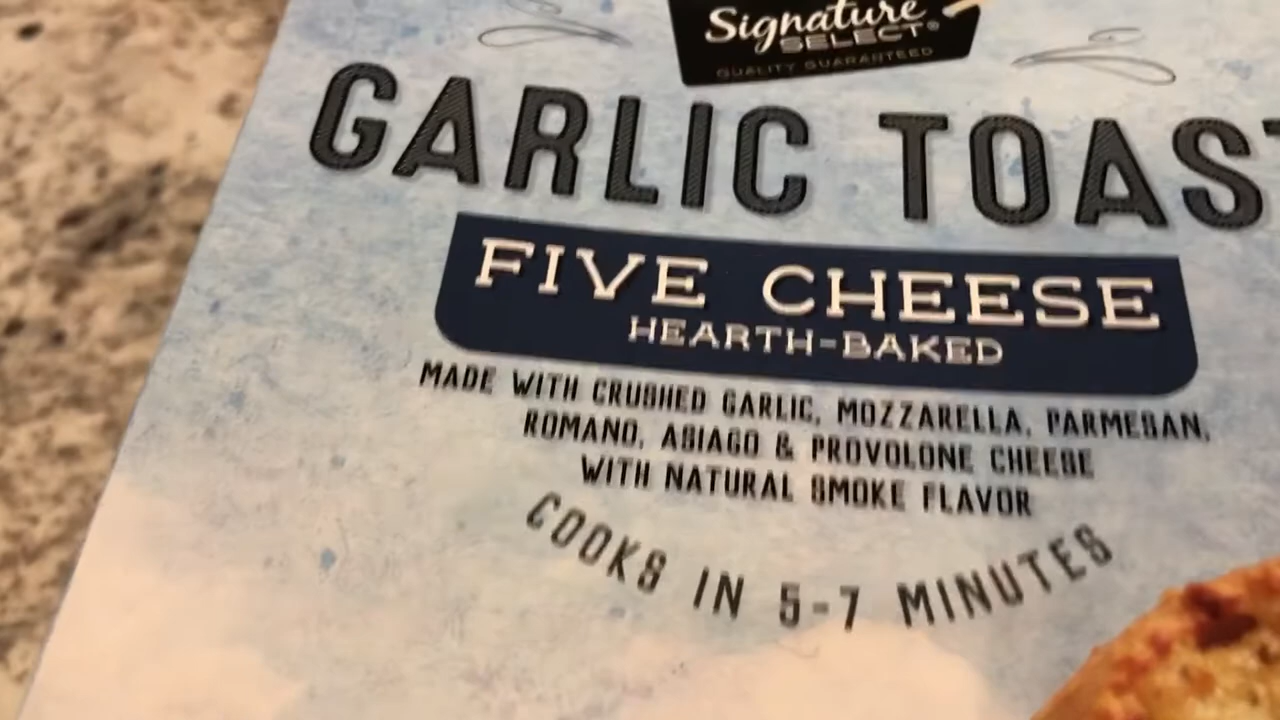 Signature
SELECT®
QUALITY GUARANTEED
GARLIC TOAST
FIVE CHEESE
HEARTH-BAKED
MADE WITH CRUSHED GARLIC, MOZZARELLA, PARMESAN,
ROMANO, ASIAGO & PROVOLONE CHEESE
WITH NATURAL SMOKE FLAVOR
COOKS IN 5-7 MINUTES